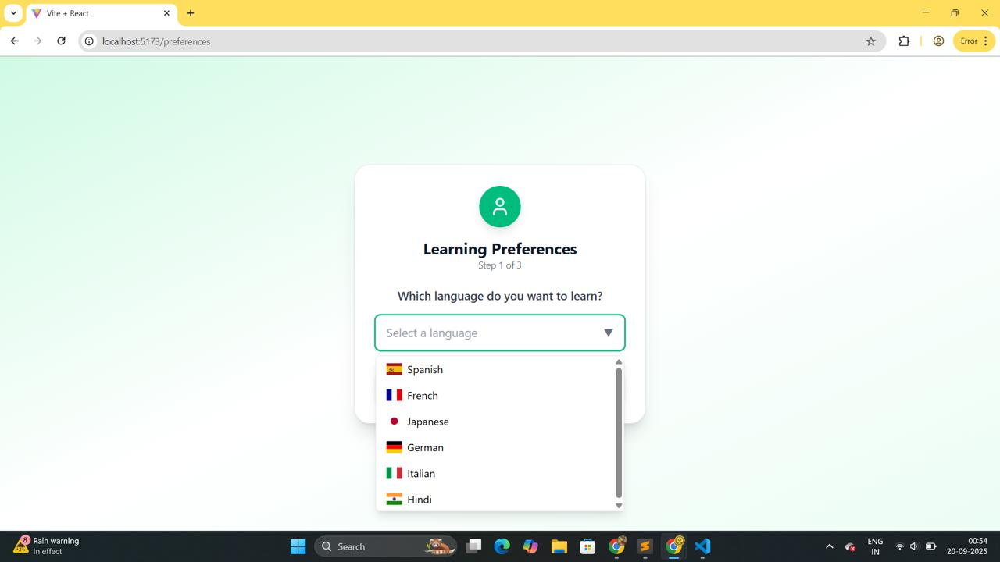 Vite + React
localhost:5173/preferences
Error
Learning Preferences
Step 1 of 3
Which language do you want to learn?
Select a language
Spanish
French
Japanese
German
Italian
Hindi
8
Rain warning
In effect
Search
ENG
IN
00:54
20-09-2025